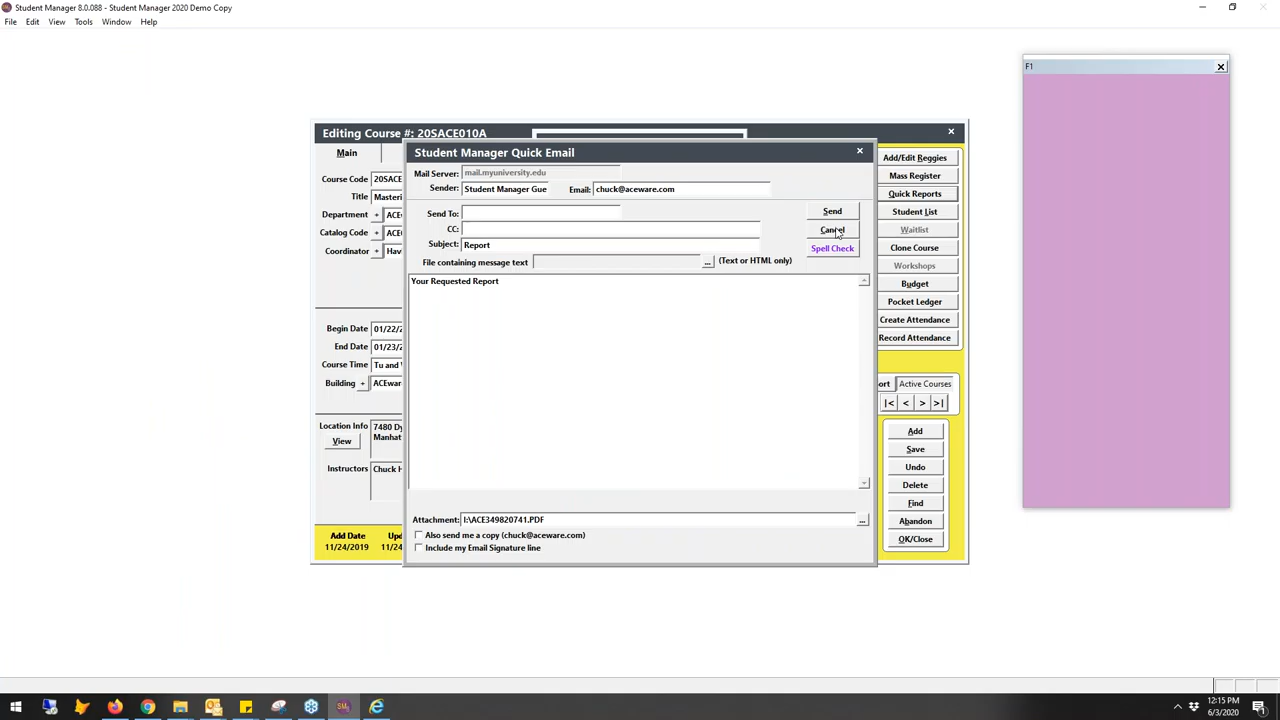 Student Manager 8.0.088 - Student Manager 2020 Demo Copy
File Edit View Tools Window Help
F1
Editing Course #: 20SACE010A
Main
Course Code 20SACE
Title
Department +
Catalog Code +
Coordinator +
Begin Date 01/22/2
End Date 01/23/2
Course Time Tu and
Building +
Location Info 7480
View
Instructors Chuck H
Add Date
11/24/2019 11/24
Student Manager Quick Email
Mail Server: mail.myuniversity.edu
Sender: Student Manager Gue Email: chuck@aceware.com
Send To:
CC:
Subject: Report
File containing message text ... (Text or HTML only)
Send
Cancel
Spell Check
Your Requested Report
Attachment: I:\ACE349820741.PDF ...
Also send me a copy (chuck@aceware.com)
Include my Email Signature line
Add/Edit Reggies
Mass Register
Quick Reports
Student List
Waitlist
Clone Course
Workshops
Budget
Pocket Ledger
Create Attendance
Record Attendance
ort Active Courses
|< < > >|
Add
Save
Undo
Delete
Find
Abandon
OK/Close
12:15 PM
6/3/2020